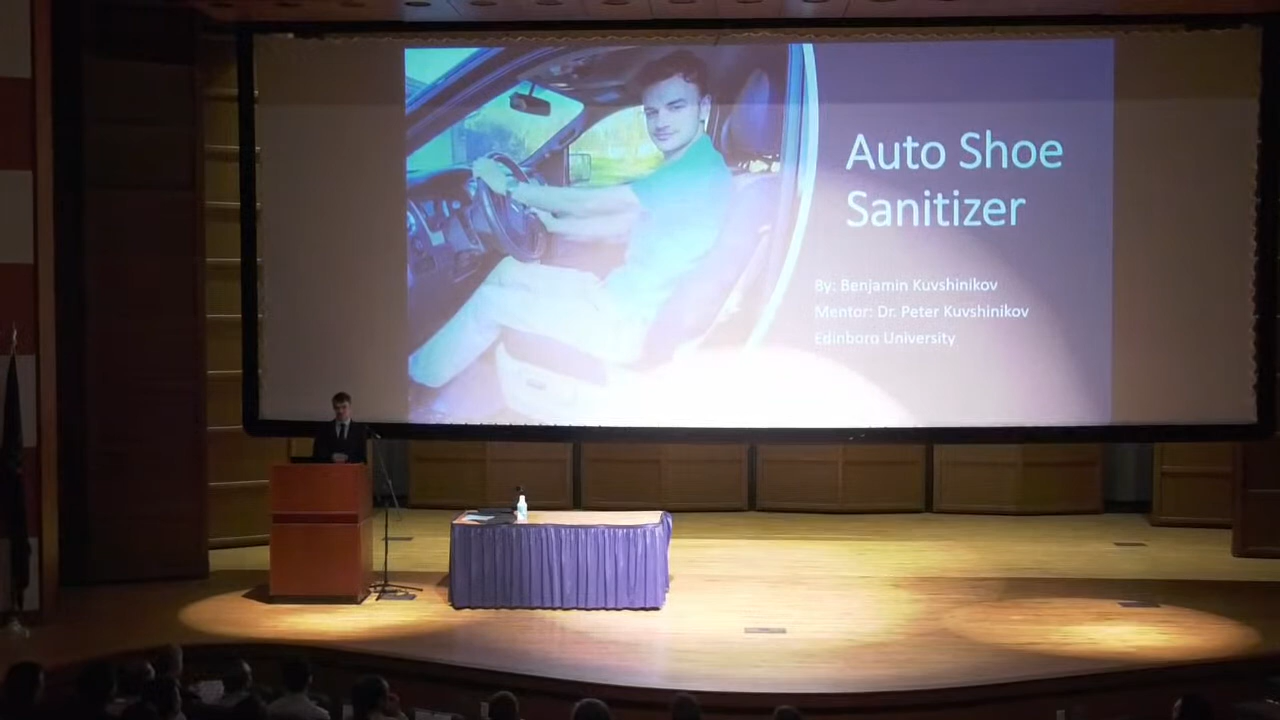 Auto Shoe
Sanitizer
By: Benjamin Kuvshinikov
Mentor: Dr. Peter Kuvshinikov
Edinboro University